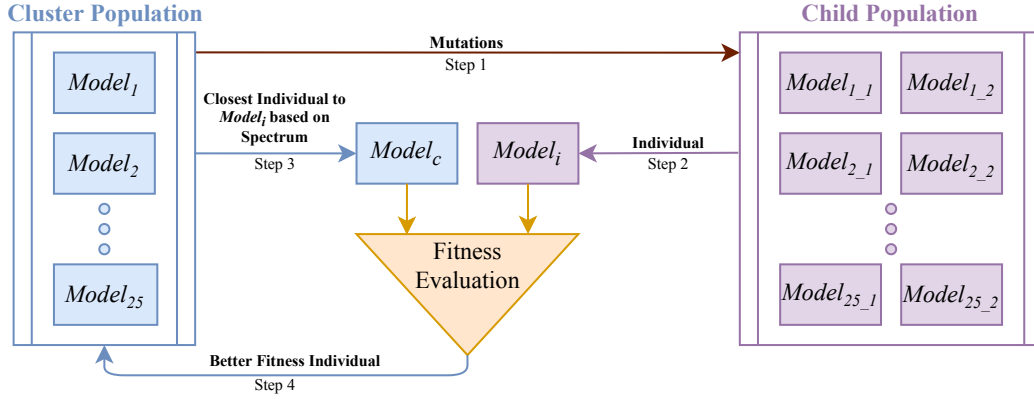 Cluster Population
Child Population
Mutations
Step 1
Model1
Model2
Model25
Closest Individual to
Modeli based on
Spectrum
Step 3
Modelc
Modeli
Individual
Step 2
Model1_1
Model1_2
Model2_1
Model2_2
Model25_1
Model25_2
Fitness
Evaluation
Better Fitness Individual
Step 4